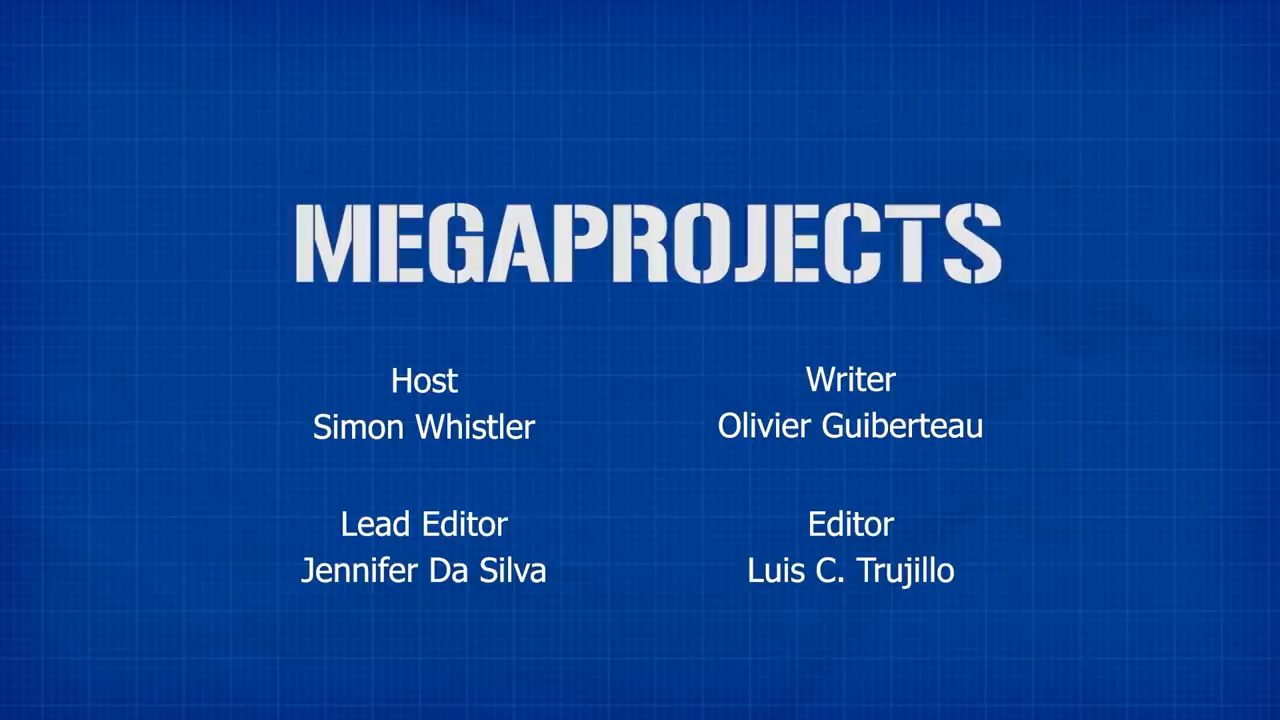 MEGAPROJECTS
Host
Simon Whistler
Writer
Olivier Guiberteau
Lead Editor
Jennifer Da Silva
Editor
Luis C. Trujillo